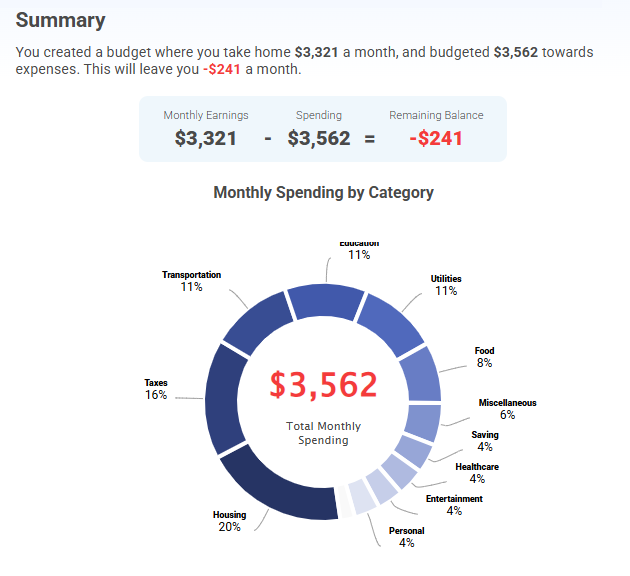 Summary
You created a budget where you take home $3,321 a month, and budgeted $3,562 towards
expenses. This will leave you -$241 a month.
Monthly Earnings Spending Remaining Balance
$3,321 - $3,562 = -$241
Monthly Spending by Category
Education
11%
Transportation
11%
Utilities
11%
Food
8%
Taxes
16%
$3,562
Total Monthly
Spending
Miscellaneous
6%
Saving
4%
Healthcare
4%
Entertainment
4%
Housing
20%
Personal
4%